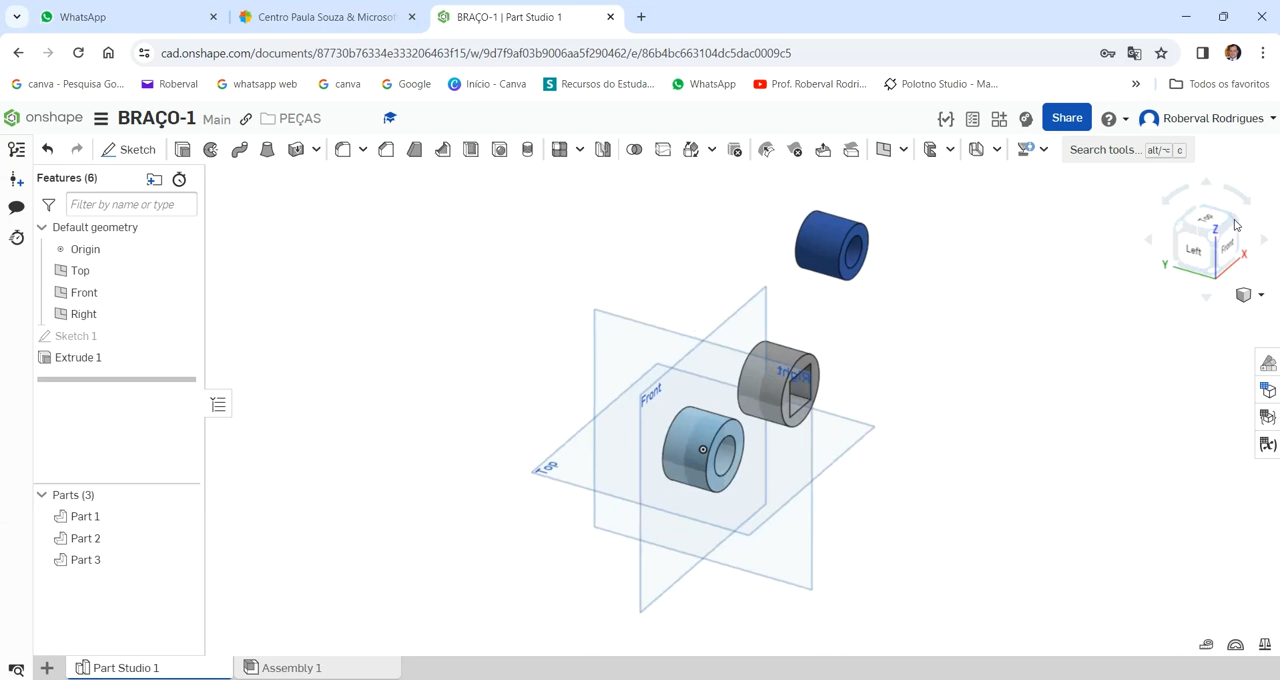 WhatsApp
Centro Paula Souza & Microsof
BRAÇO-1 | Part Studio 1
cad.onshape.com/documents/87730b76334e333206463f15/w/9d7f9af03b9006aa5f290462/e/86b4bc663104dc5dac0009c5
canva - Pesquisa Go...
Roberval
whatsapp web
canva
Google
Início - Canva
Recursos do Estuda...
WhatsApp
Prof. Roberval Rodri...
Polotno Studio - Ma...
»
Todos os favoritos
onshape
BRAÇO-1 Main
PEÇAS
Share
Roberval Rodrigues
Sketch
Search tools... alt/⌥ c
Features (6)
Filter by name or type
Default geometry
Origin
Top
Front
Right
Sketch 1
Extrude 1
Parts (3)
Part 1
Part 2
Part 3
Right
Front
Top
Top
Left
Front
Z
X
Y
Part Studio 1
Assembly 1